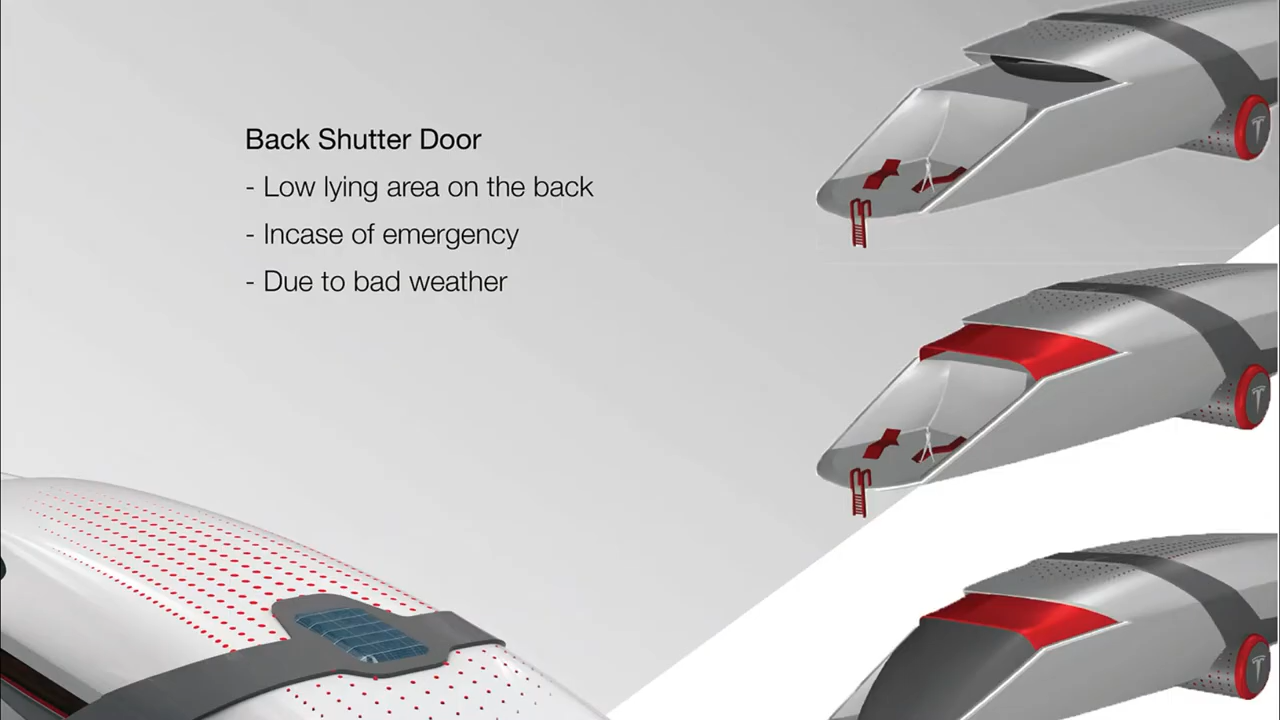 Back Shutter Door
- Low lying area on the back
- Incase of emergency
- Due to bad weather